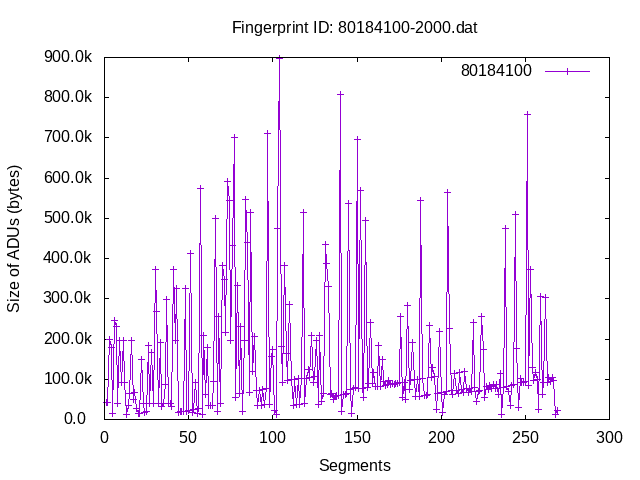 Fingerprint ID: 80184100-2000.dat
900.0k
80184100
800.0k
700.0k
600.0k
500.0k
400.0k
300.0k
200.0k
100.0k
0.0
Size of ADUs (bytes)
0 50 100 150 200 250 300
Segments